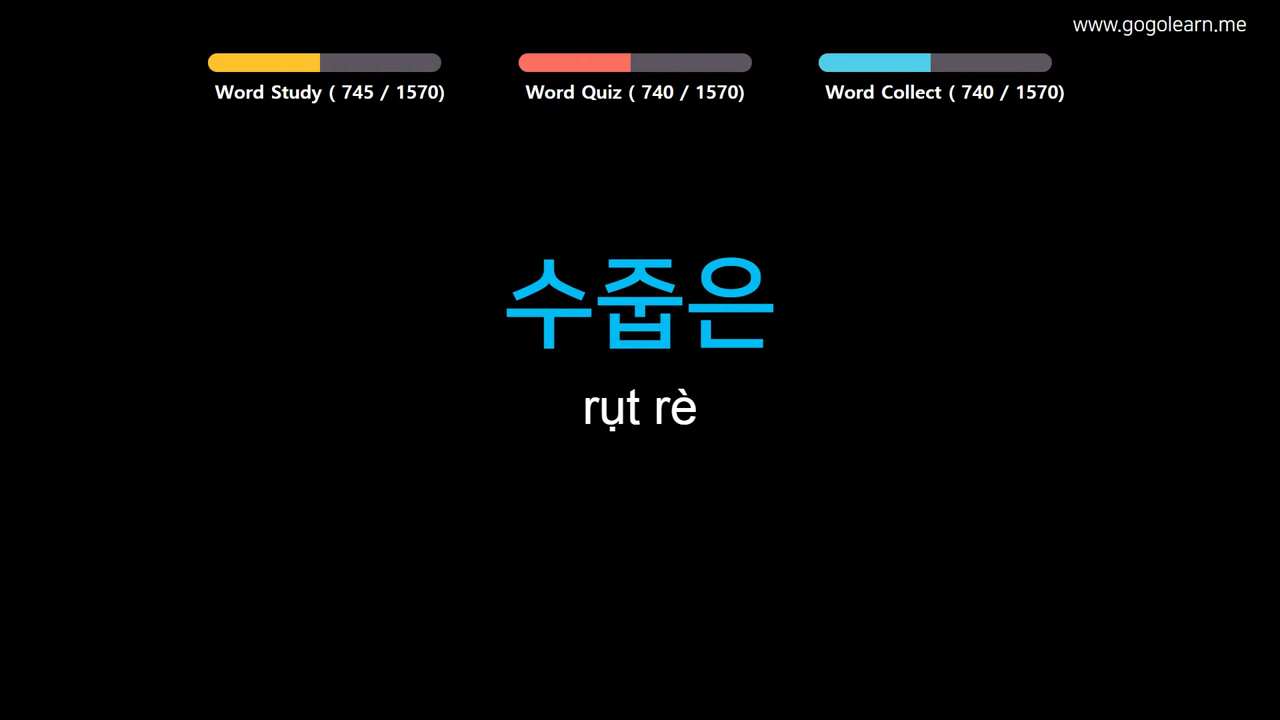 www.gogolearn.me
Word Study ( 745 / 1570)
Word Quiz ( 740 / 1570)
Word Collect ( 740 / 1570)
수줍은
rụt rè